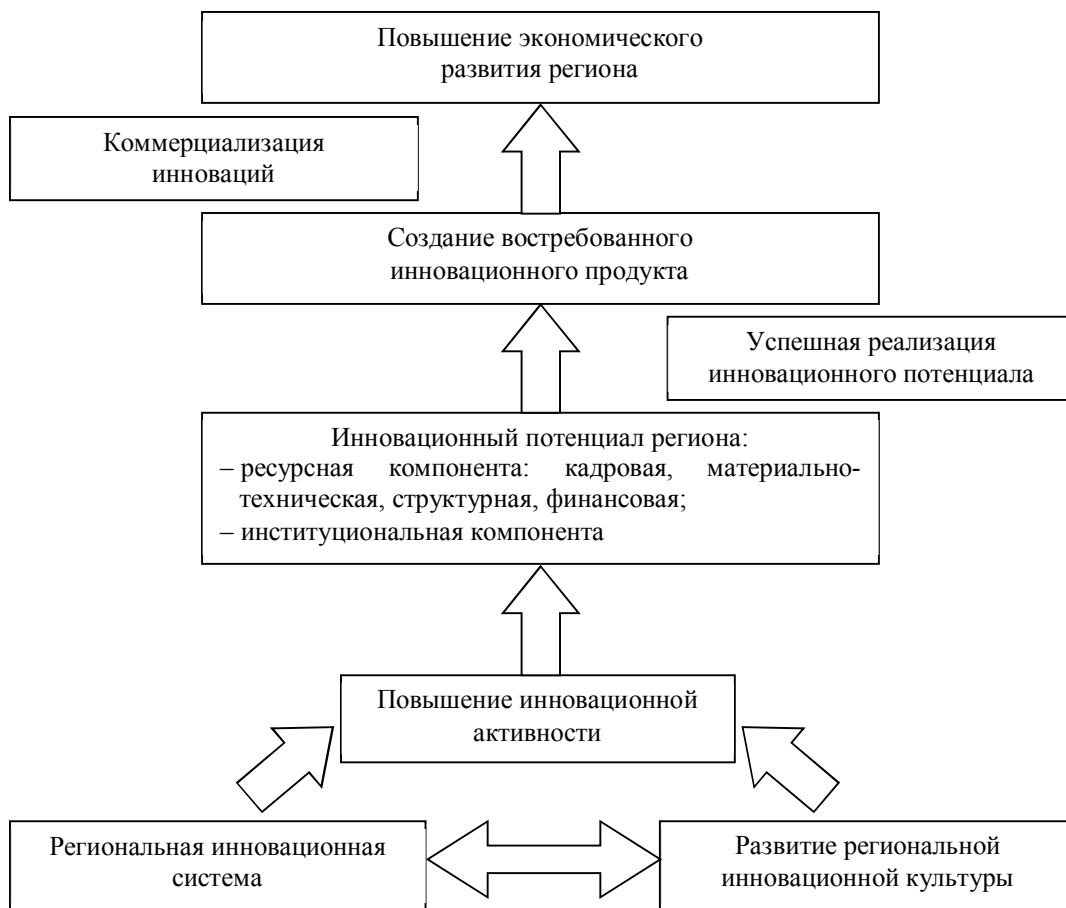 Повышение экономического
развития региона
Коммерциализация
инноваций
Создание востребованного
инновационного продукта
Успешная реализация
инновационного потенциала
Инновационный потенциал региона:
– ресурсная компонента: кадровая, материально-
техническая, структурная, финансовая;
– институциональная компонента
Повышение инновационной
активности
Региональная инновационная
система
Развитие региональной
инновационной культуры